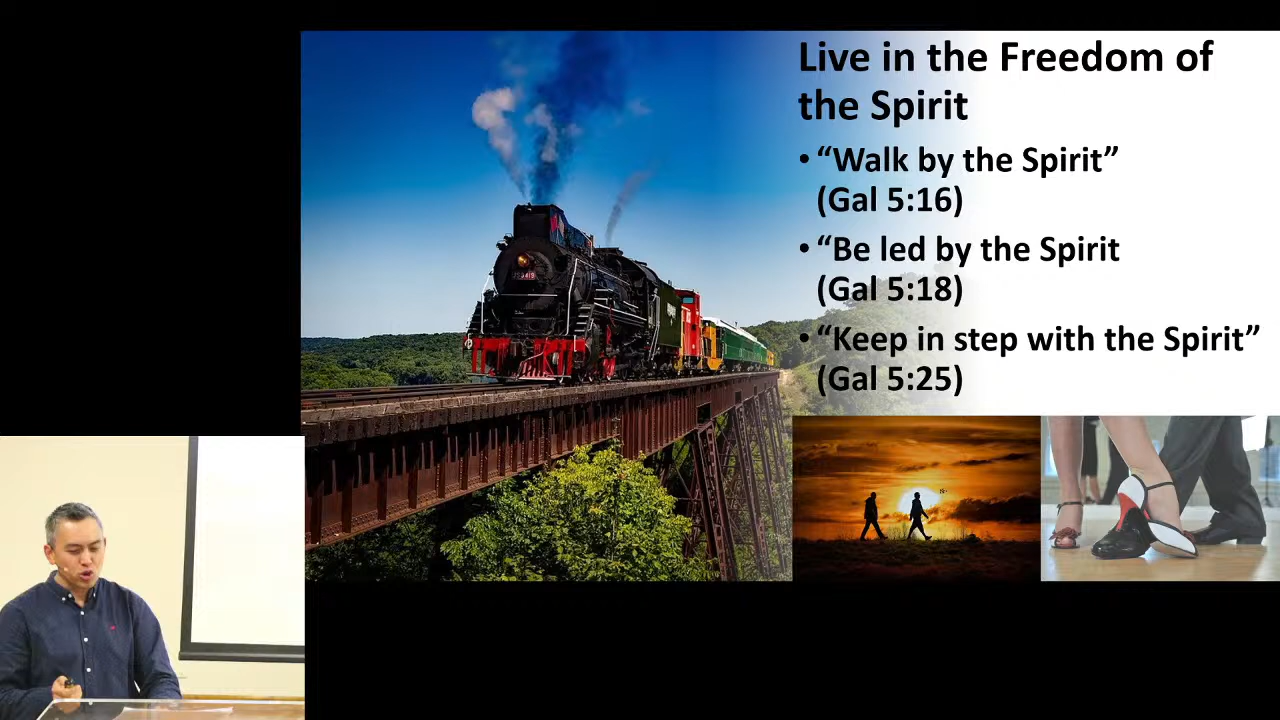 Live in the Freedom of
the Spirit
• “Walk by the Spirit”
(Gal 5:16)
• “Be led by the Spirit
(Gal 5:18)
• “Keep in step with the Spirit”
(Gal 5:25)